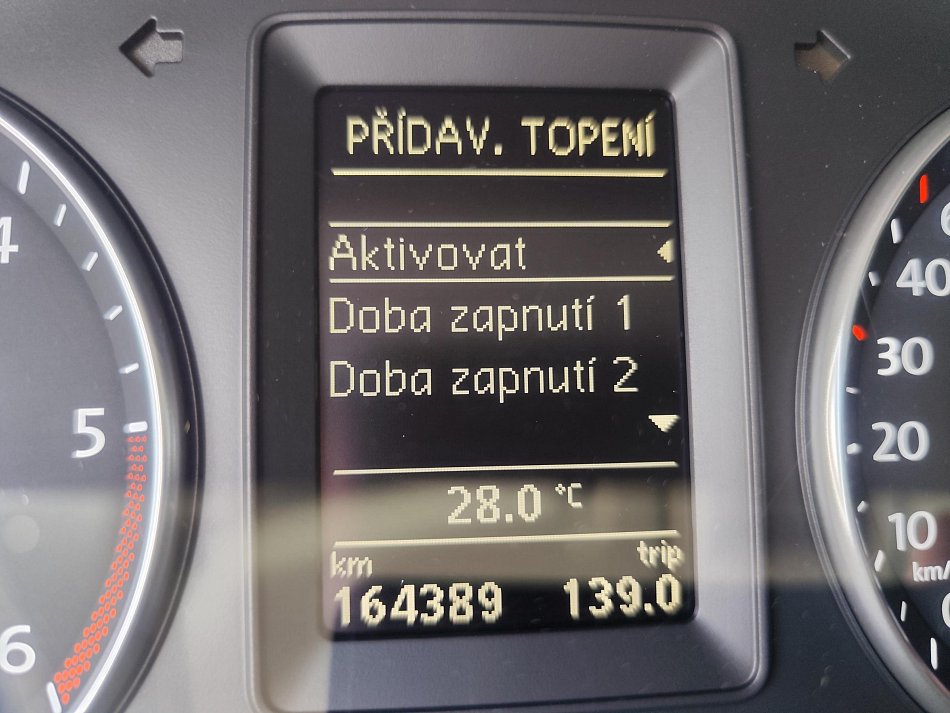 PŘÍDAV. TOPENÍ
Aktivovat
Doba zapnutí 1
Doba zapnutí 2
28.0 °C
km trip
164389 139.0
4
5
6
40
30
20
10
km/